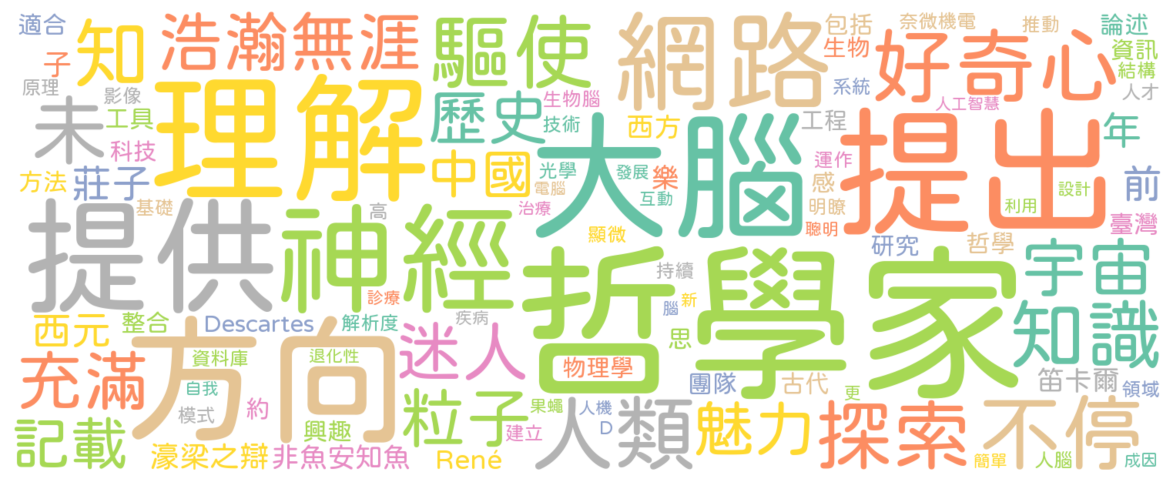 適合
知
浩瀚無涯
驅使
網路
包括
奈微機電
推動
論述
子
原理
影像
生物
好奇心
資訊
結構
人才
系統
人工智慧
未
工具
科技
理解
歷史
生物腦
技術
西方
大腦
工程
提出
年
方法
莊子
基礎
中國
光學
電腦
發展
互動
樂
運作
感
明瞭
聰明
設計
利用
前
臺灣
提供
神經
高
治療
顯微
哲學家
研究
哲學
宇宙
持續
診療
疾病
腦
新
西元
整合
Descartes
解析度
思
知識
充滿
方向
資料庫
退化性
自我
模式
約
迷人
物理學
團隊
古代
更
笛卡爾
領域
記載
濠梁之辯
興趣
非魚安知魚
粒子
René
建立
果蠅
人機
D
人類
魅力
探索
不停
簡單
人腦
成因